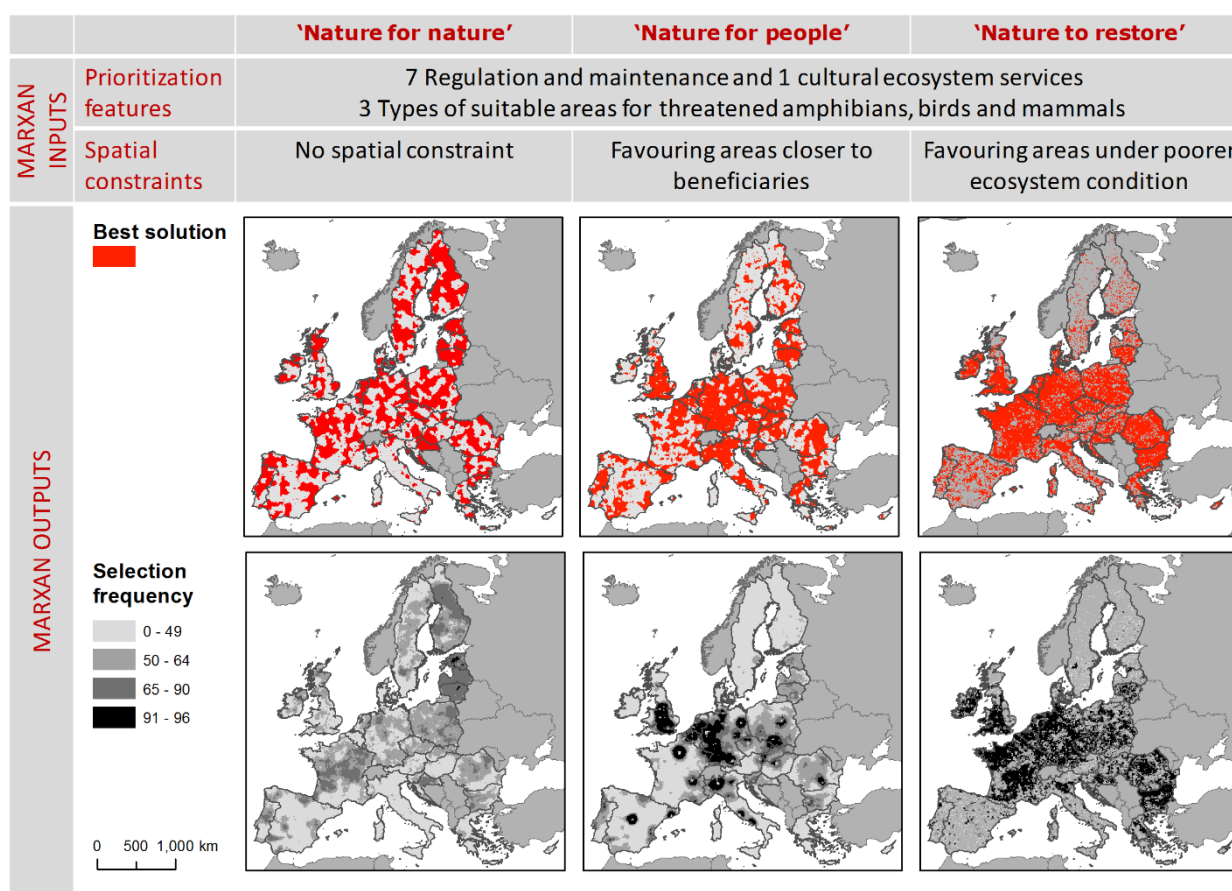 ‘Nature for nature’
‘Nature for people’
‘Nature to restore’
MARXAN
INPUTS
Prioritization
features
7 Regulation and maintenance and 1 cultural ecosystem services
3 Types of suitable areas for threatened amphibians, birds and mammals
Spatial
constraints
No spatial constraint
Favouring areas closer to
beneficiaries
Favouring areas under poorer
ecosystem condition
MARXAN OUTPUTS
Best solution
Selection
frequency
0 - 49
50 - 64
65 - 90
91 - 96
0 500 1,000 km